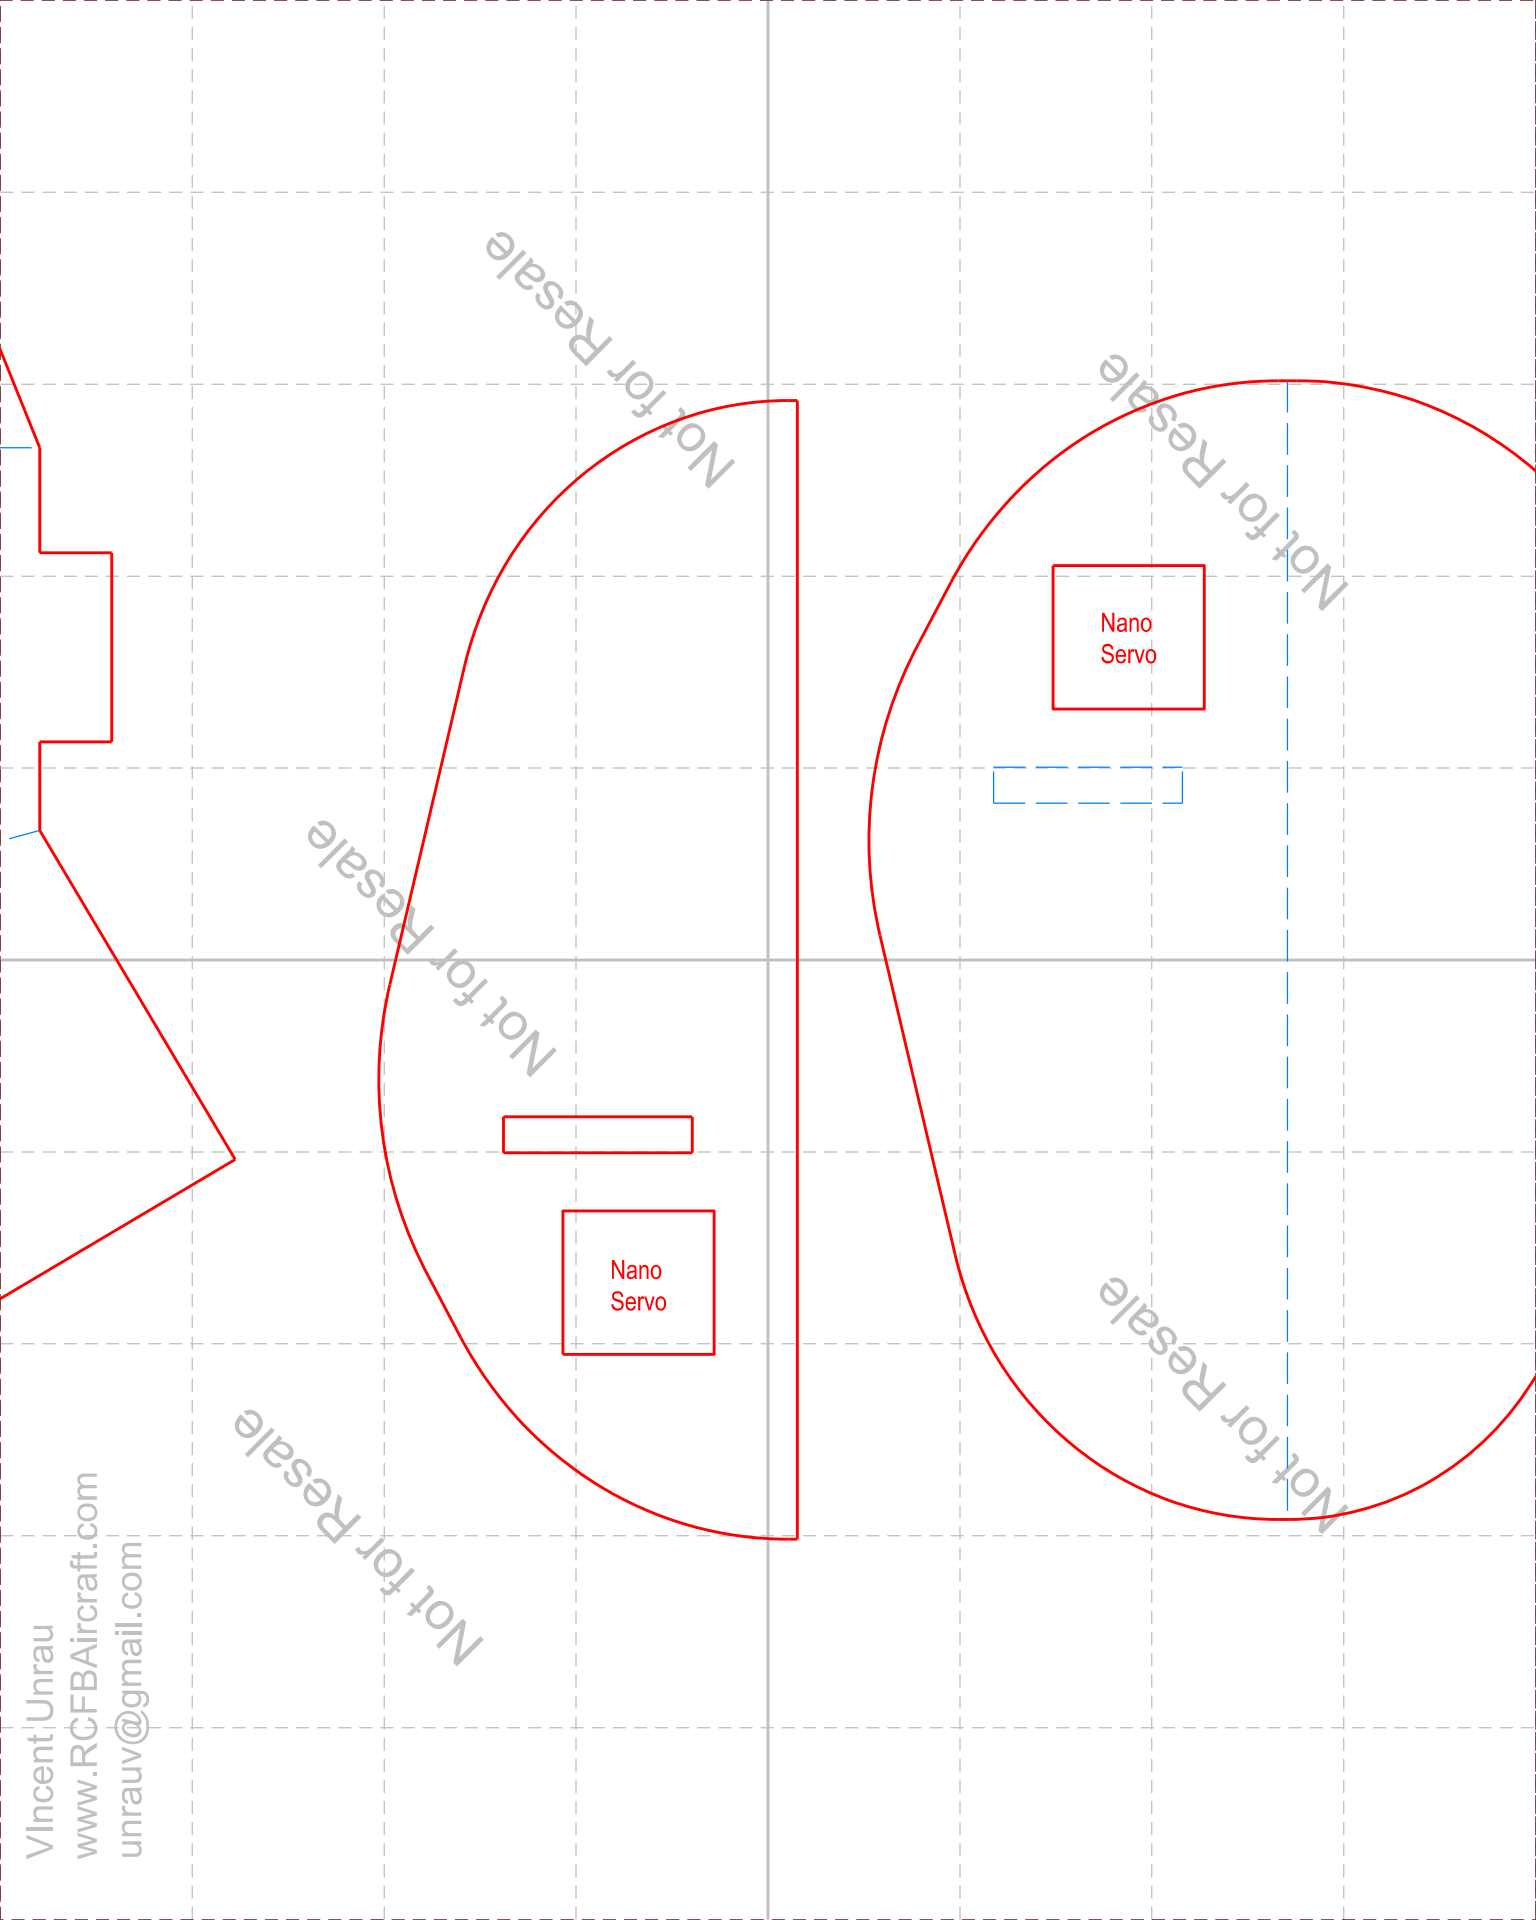 Not for Resale
Not for Resale
Nano
Servo
Not for Resale
Nano
Servo
Not for Resale
Not for Resale
VIncent Unrau
www.RCFBAircraft.com
unrauv@gmail.com